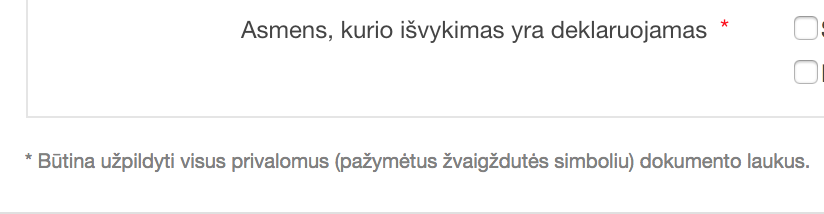 Asmens, kurio išvykimas yra deklaruojamas *
* Būtina užpildyti visus privalomus (pažymėtus žvaigždutės simboliu) dokumento laukus.